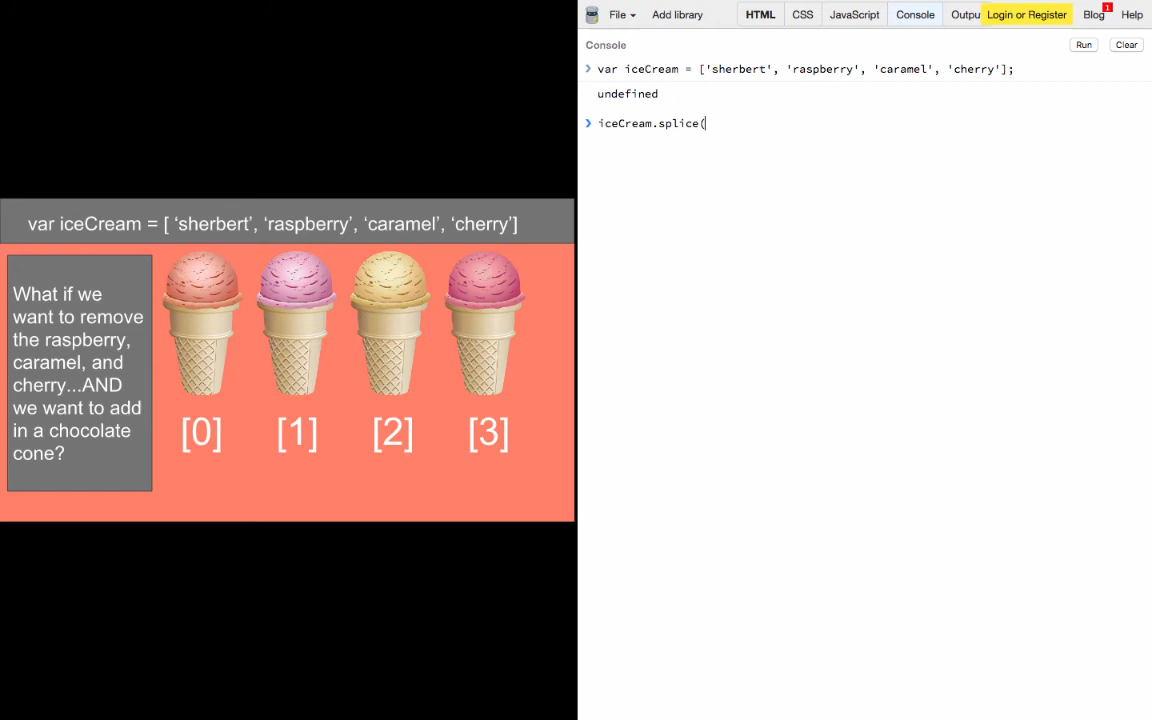 var iceCream = [ ‘sherbert’, ‘raspberry’, ‘caramel’, ‘cherry’]
What if we
want to remove
the raspberry,
caramel, and
cherry...AND
we want to add
in a chocolate
cone?
[0] [1] [2] [3]
File Add library HTML CSS JavaScript Console Outpu Login or Register Blog 1 Help
Console Run Clear
var iceCream = ['sherbert', 'raspberry', 'caramel', 'cherry'];
undefined
iceCream.splice(